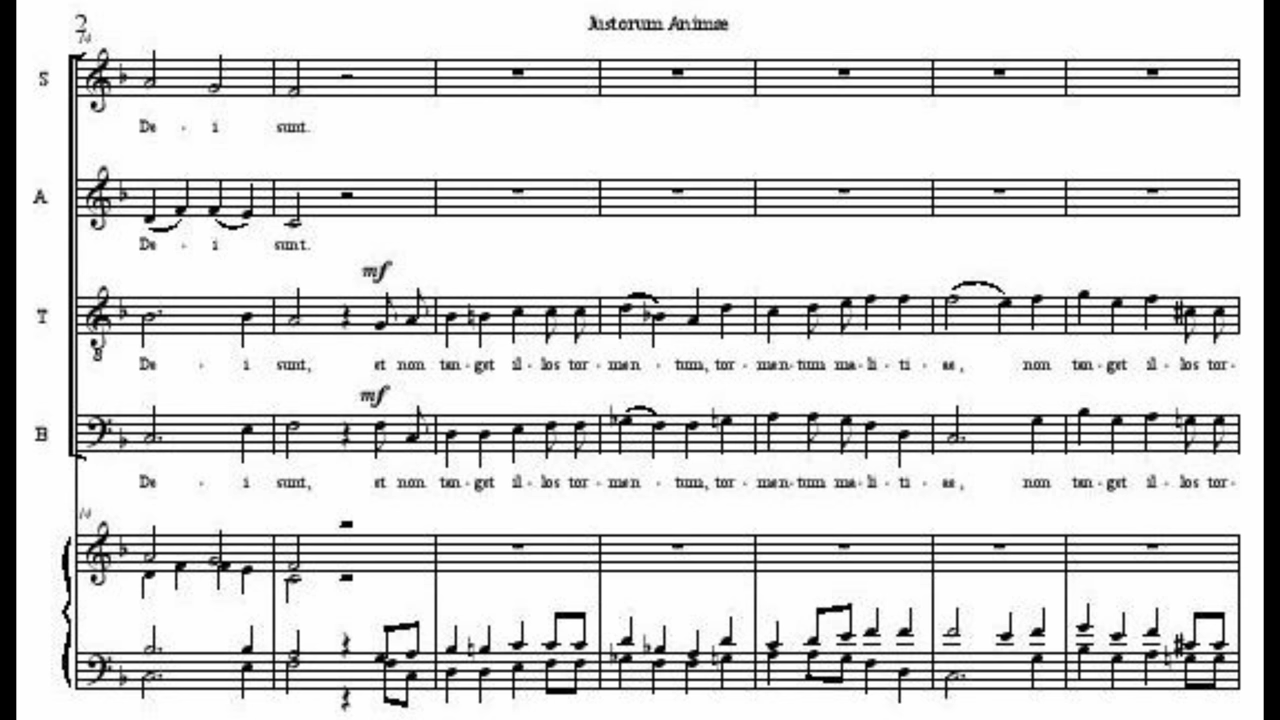 2
Justorum Animæ
14
S
De - i sunt.
A
De - i sunt.
mf
T
8
De - i sunt, et non tan - get il - los tor - men - tum, tor - men - tum ma - li - ti - ae, non tan - get il - los tor -
mf
B
De - i sunt, et non tan - get il - los tor - men - tum, tor - men - tum ma - li - ti - ae, non tan - get il - los tor -
14